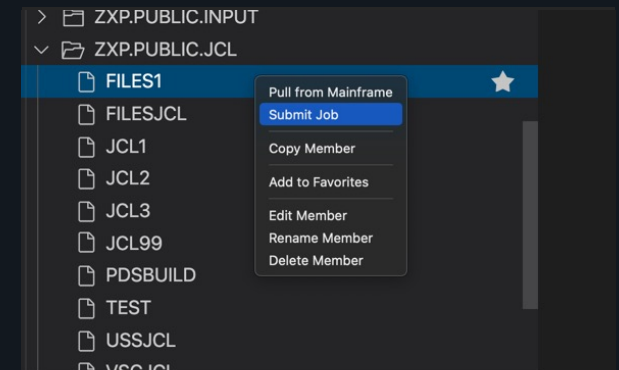 ZXP.PUBLIC.INPUT
ZXP.PUBLIC.JCL
FILES1
FILESJCL
JCL1
JCL2
JCL3
JCL99
PDSBUILD
TEST
USSJCL
Pull from Mainframe
Submit Job
Copy Member
Add to Favorites
Edit Member
Rename Member
Delete Member